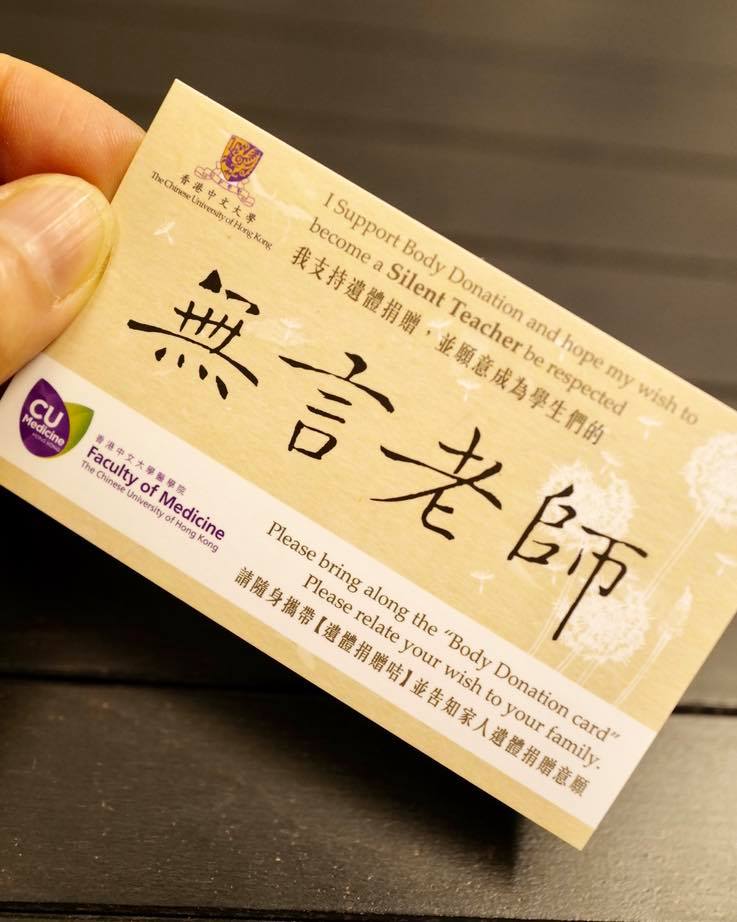 香港中文大學
The Chinese University of Hong Kong
I Support Body Donation and hope my wish to
become a Silent Teacher be respected
我支持遺體捐贈，並願意成為學生們的
無言老師
CU
Medicine
HONG KONG
香港中文大學醫學院
Faculty of Medicine
The Chinese University of Hong Kong
Please bring along the "Body Donation card"
Please relate your wish to your family.
請隨身攜帶【遺體捐贈咭】並告知家人遺體捐贈意願